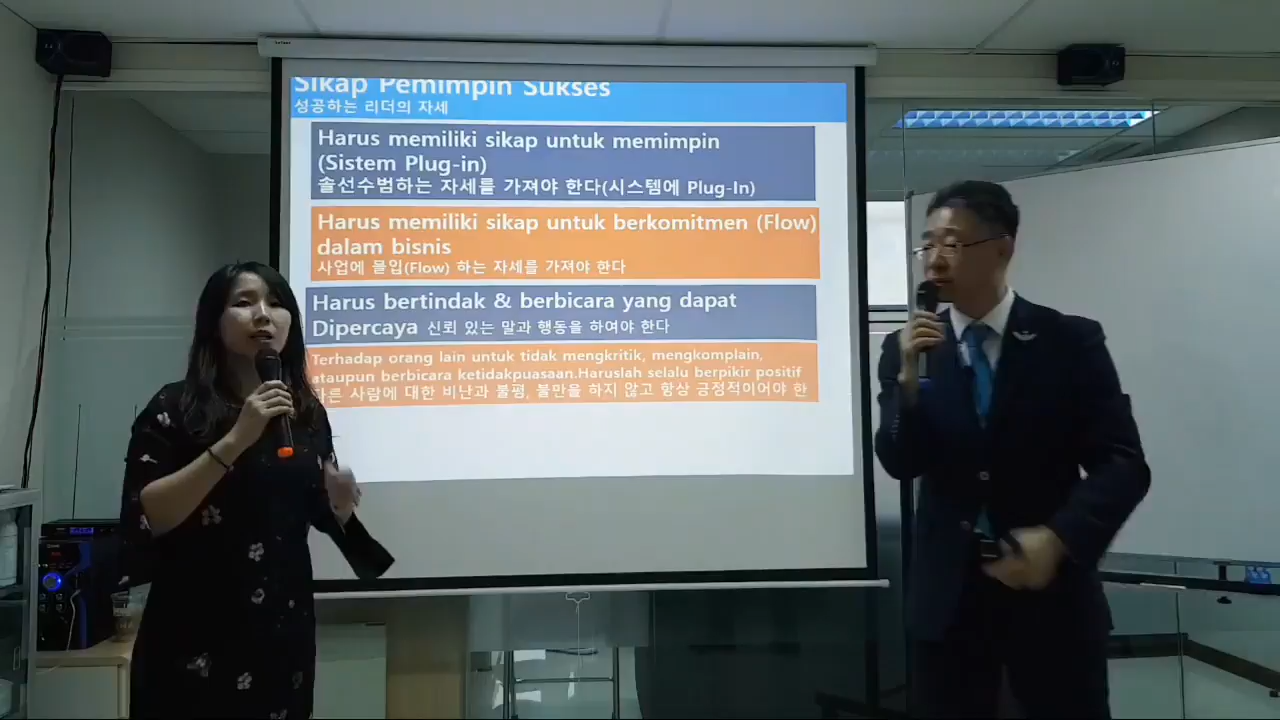 Sikap Pemimpin Sukses
성공하는 리더의 자세
Harus memiliki sikap untuk memimpin
(Sistem Plug-in)
솔선수범하는 자세를 가져야 한다(시스템에 Plug-In)
Harus memiliki sikap untuk berkomitmen (Flow)
dalam bisnis
사업에 몰입(Flow) 하는 자세를 가져야 한다
Harus bertindak & berbicara yang dapat
Dipercaya 신뢰 있는 말과 행동을 하여야 한다
Terhadap orang lain untuk tidak mengkritik, mengkomplain,
ataupun berbicara ketidakpuasaan.Haruslah selalu berpikir positif
다른 사람에 대한 비난과 불평, 불만을 하지 않고 항상 긍정적이어야 한